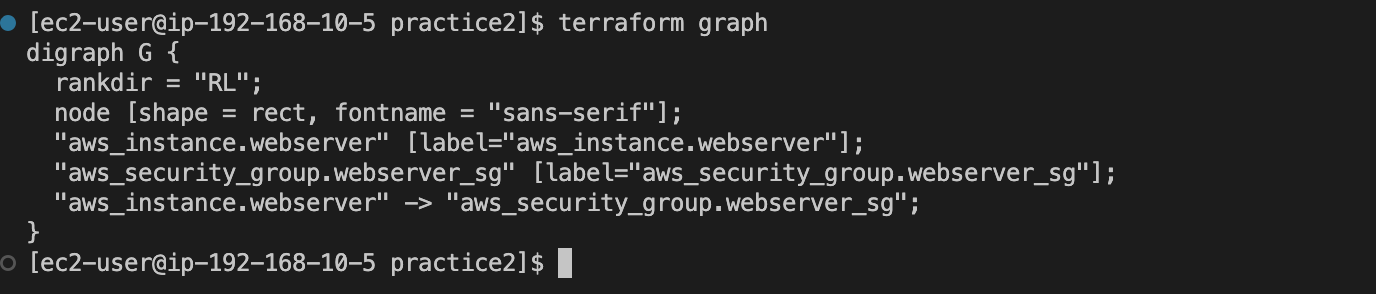 [ec2-user@ip-192-168-10-5 practice2]$ terraform graph
digraph G {
  rankdir = "RL";
  node [shape = rect, fontname = "sans-serif"];
  "aws_instance.webserver" [label="aws_instance.webserver"];
  "aws_security_group.webserver_sg" [label="aws_security_group.webserver_sg"];
  "aws_instance.webserver" -> "aws_security_group.webserver_sg";
}
[ec2-user@ip-192-168-10-5 practice2]$